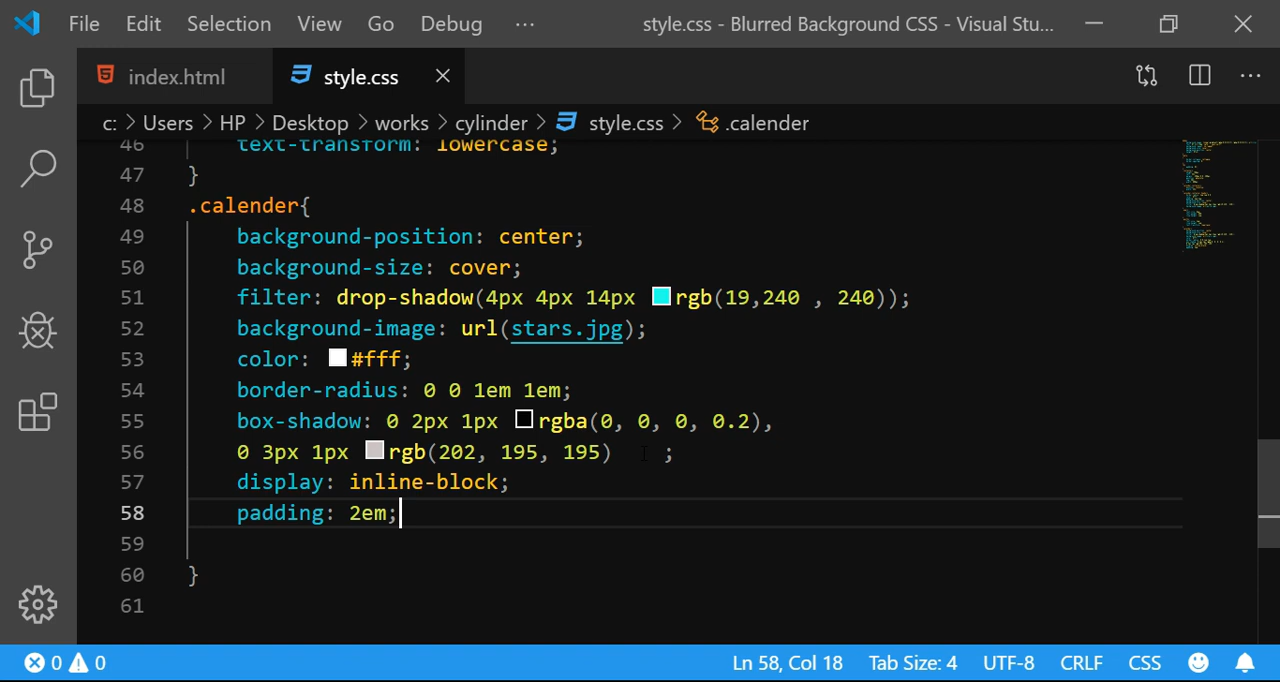 File Edit Selection View Go Debug ··· style.css - Blurred Background CSS - Visual Stu...
index.html style.css
c: > Users > HP > Desktop > works > cylinder > style.css > .calender
46 text-transform: lowercase;
47 }
48 .calender{
49 background-position: center;
50 background-size: cover;
51 filter: drop-shadow(4px 4px 14px rgb(19,240 , 240));
52 background-image: url(stars.jpg);
53 color: #fff;
54 border-radius: 0 0 1em 1em;
55 box-shadow: 0 2px 1px rgba(0, 0, 0, 0.2),
56 0 3px 1px rgb(202, 195, 195) ;
57 display: inline-block;
58 padding: 2em;
59
60 }
61
0 0 Ln 58, Col 18 Tab Size: 4 UTF-8 CRLF CSS